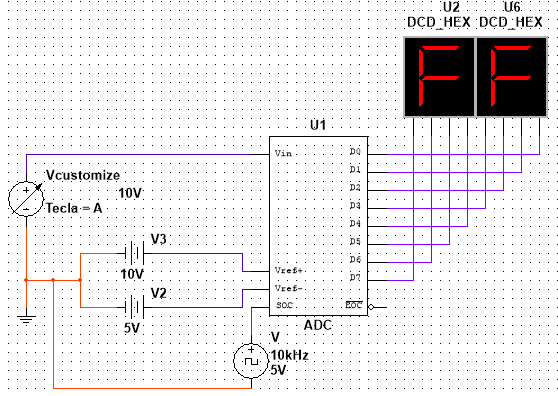 U2 U6
DCD_HEX DCD_HEX
FF
U1
Vcustomize
10V
Tecla = A
Vin
D0
D1
D2
D3
D4
D5
D6
D7
V3
10V
Vref+
Vref-
V2
5V
SOC
EOC
ADC
V
10kHz
5V